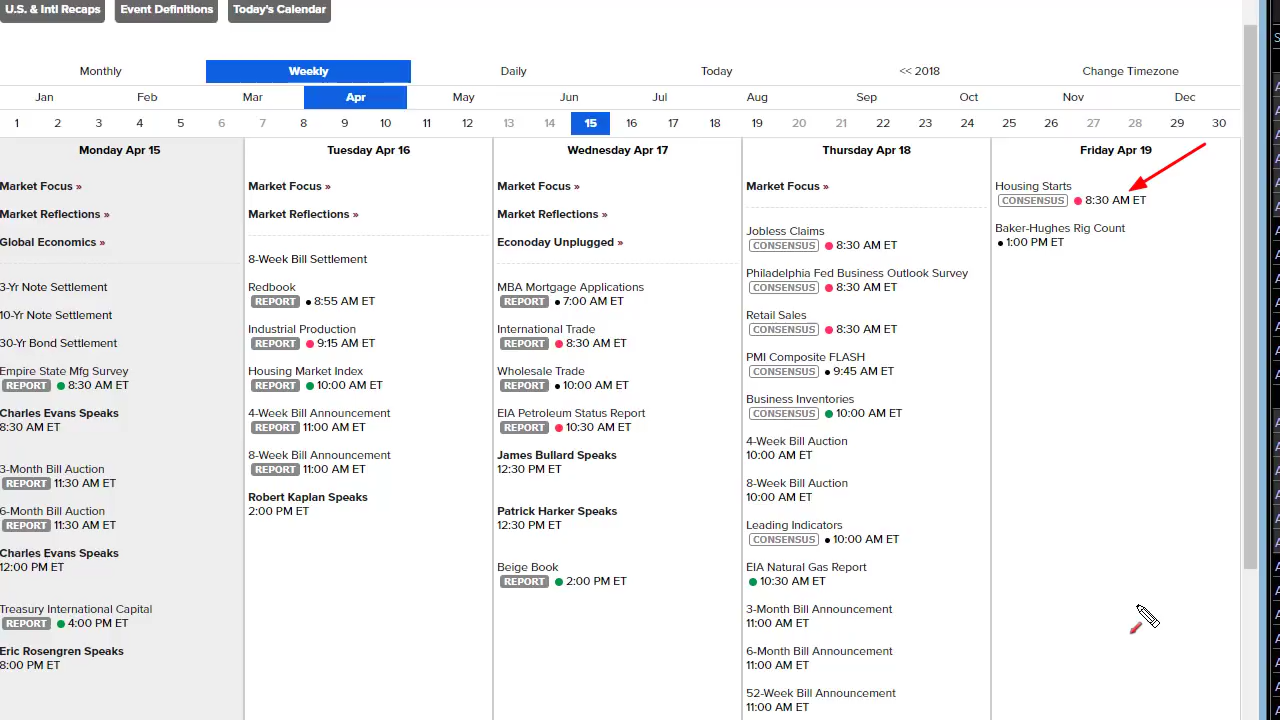 U.S. & Intl Recaps Event Definitions Today's Calendar
Monthly Weekly Daily Today << 2018 Change Timezone
Jan Feb Mar Apr May Jun Jul Aug Sep Oct Nov Dec
1 2 3 4 5 6 7 8 9 10 11 12 13 14 15 16 17 18 19 20 21 22 23 24 25 26 27 28 29 30
Monday Apr 15
Market Focus »
Market Reflections »
Global Economics »
3-Yr Note Settlement
10-Yr Note Settlement
30-Yr Bond Settlement
Empire State Mfg Survey
REPORT 8:30 AM ET
Charles Evans Speaks
8:30 AM ET
3-Month Bill Auction
REPORT 11:30 AM ET
6-Month Bill Auction
REPORT 11:30 AM ET
Charles Evans Speaks
12:00 PM ET
Treasury International Capital
REPORT 4:00 PM ET
Eric Rosengren Speaks
8:00 PM ET
Tuesday Apr 16
Market Focus »
Market Reflections »
8-Week Bill Settlement
Redbook
REPORT 8:55 AM ET
Industrial Production
REPORT 9:15 AM ET
Housing Market Index
REPORT 10:00 AM ET
4-Week Bill Announcement
REPORT 11:00 AM ET
8-Week Bill Announcement
REPORT 11:00 AM ET
Robert Kaplan Speaks
2:00 PM ET
Wednesday Apr 17
Market Focus »
Market Reflections »
Econoday Unplugged »
MBA Mortgage Applications
REPORT 7:00 AM ET
International Trade
REPORT 8:30 AM ET
Wholesale Trade
REPORT 10:00 AM ET
EIA Petroleum Status Report
REPORT 10:30 AM ET
James Bullard Speaks
12:30 PM ET
Patrick Harker Speaks
12:30 PM ET
Beige Book
REPORT 2:00 PM ET
Thursday Apr 18
Market Focus »
Jobless Claims
CONSENSUS 8:30 AM ET
Philadelphia Fed Business Outlook Survey
CONSENSUS 8:30 AM ET
Retail Sales
CONSENSUS 8:30 AM ET
PMI Composite FLASH
CONSENSUS 9:45 AM ET
Business Inventories
CONSENSUS 10:00 AM ET
4-Week Bill Auction
10:00 AM ET
8-Week Bill Auction
10:00 AM ET
Leading Indicators
CONSENSUS 10:00 AM ET
EIA Natural Gas Report
10:30 AM ET
3-Month Bill Announcement
11:00 AM ET
6-Month Bill Announcement
11:00 AM ET
52-Week Bill Announcement
11:00 AM ET
Friday Apr 19
Housing Starts
CONSENSUS 8:30 AM ET
Baker-Hughes Rig Count
1:00 PM ET